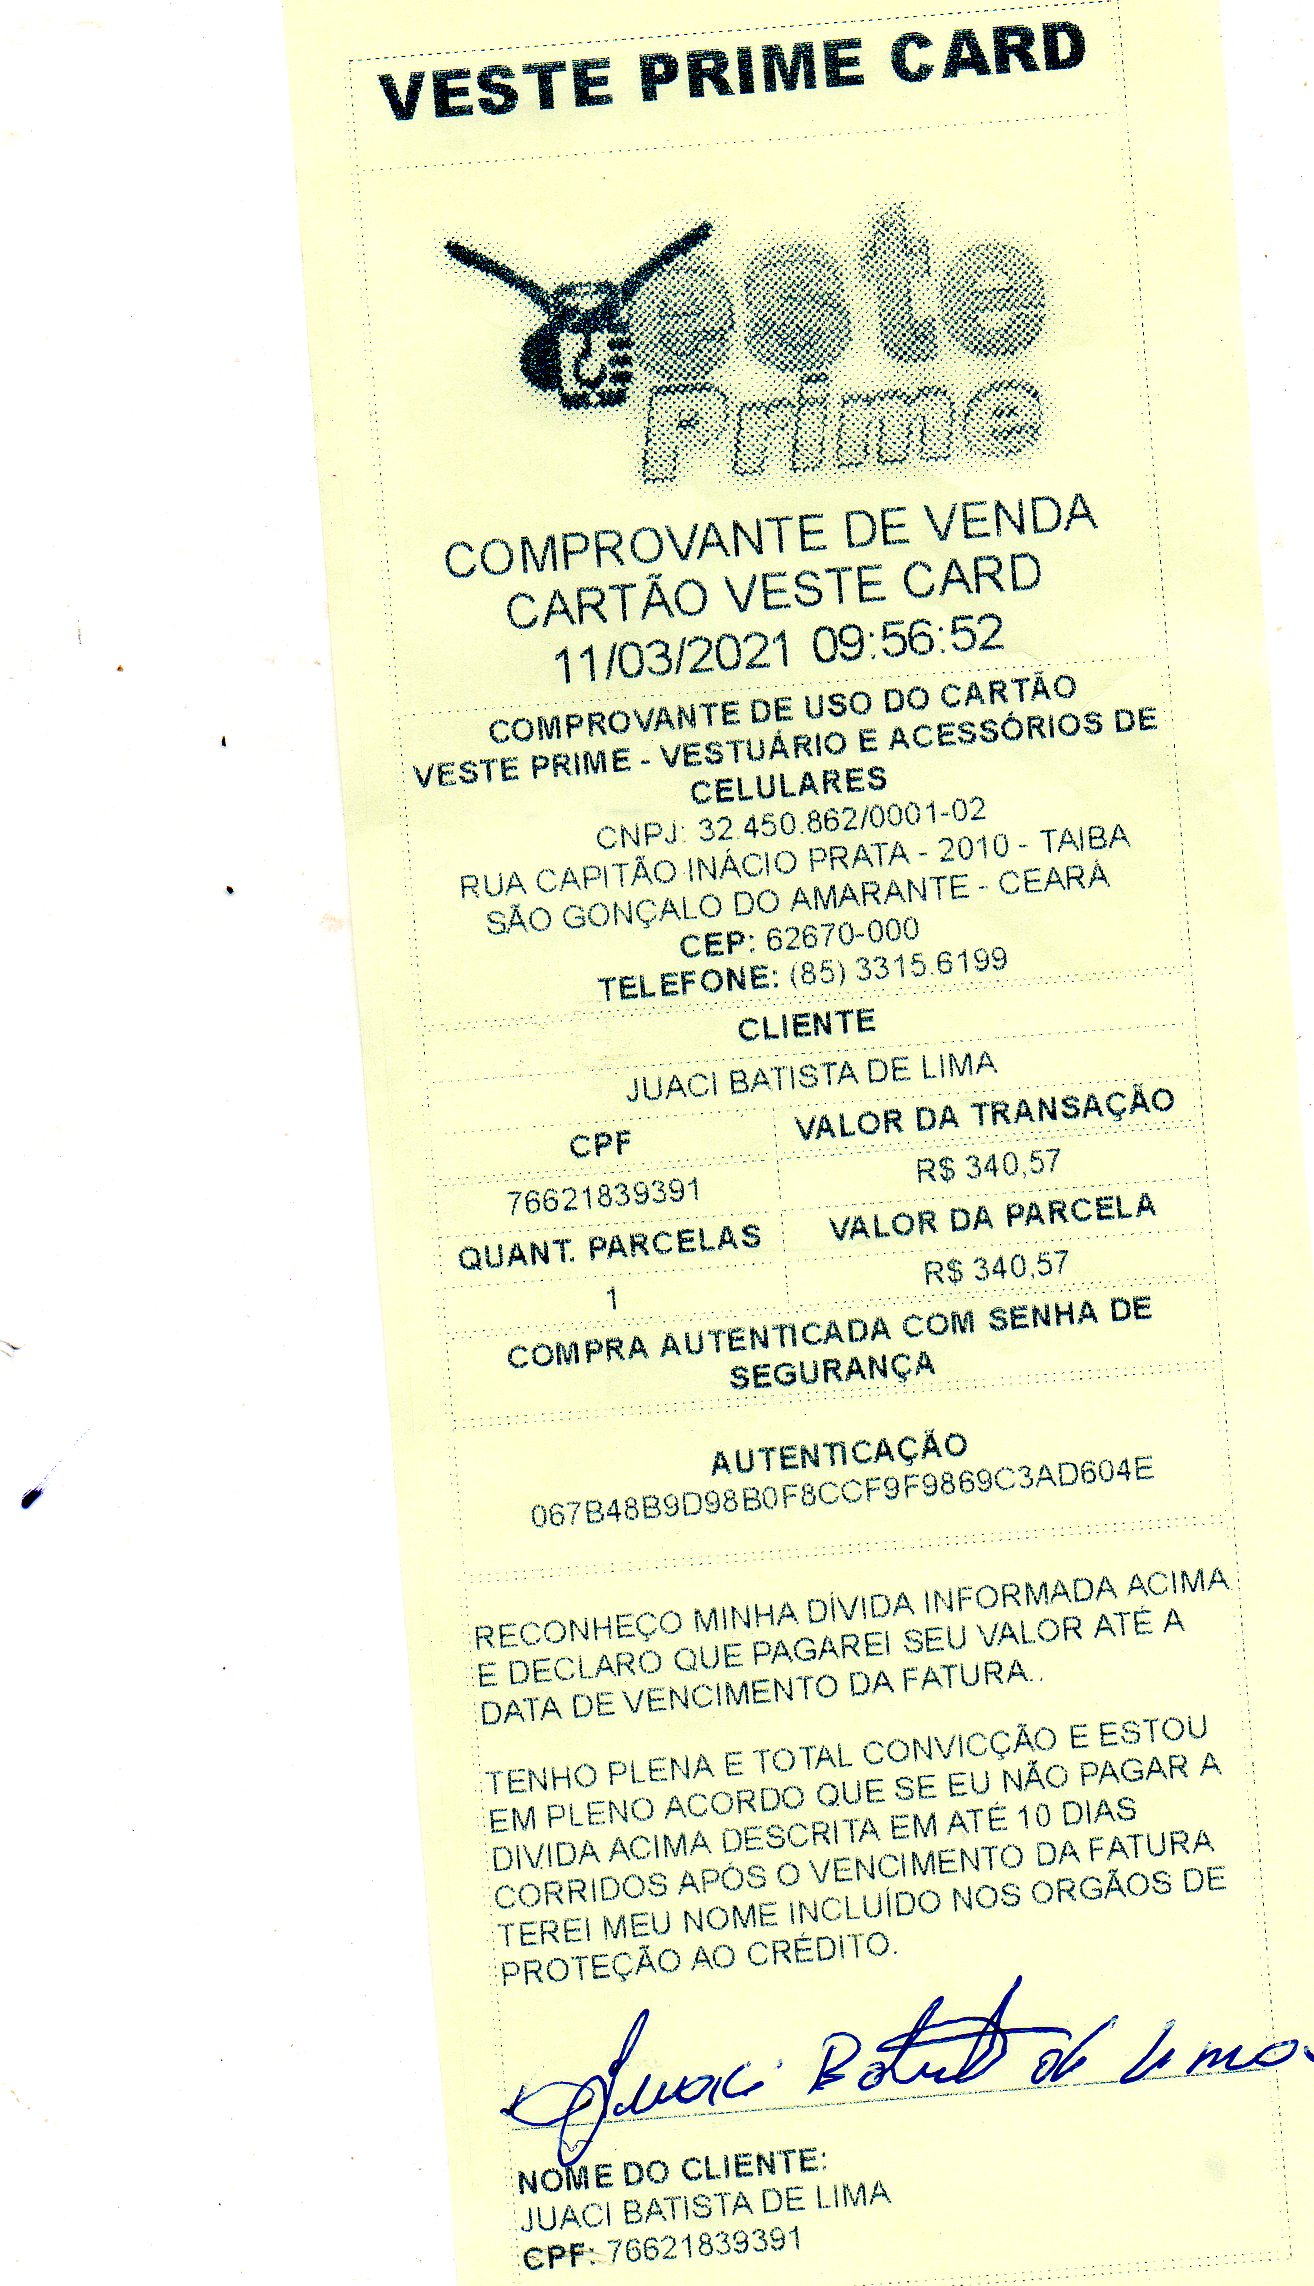 VESTE PRIME CARD
este
Prime
COMPROVANTE DE VENDA
CARTÃO VESTE CARD
11/03/2021 09:56:52
COMPROVANTE DE USO DO CARTÃO
VESTE PRIME - VESTUÁRIO E ACESSÓRIOS DE
CELULARES
CNPJ: 32.450.862/0001-02
RUA CAPITÃO INÁCIO PRATA - 2010 - TAIBA
SÃO GONÇALO DO AMARANTE - CEARÁ
CEP: 62670-000
TELEFONE: (85) 3315.6199
CLIENTE
JUACI BATISTA DE LIMA
CPF VALOR DA TRANSAÇÃO
76621839391 R$ 340,57
QUANT. PARCELAS VALOR DA PARCELA
1 R$ 340,57
COMPRA AUTENTICADA COM SENHA DE
SEGURANÇA
AUTENTICAÇÃO
067B48B9D98B0F8CCF9F9869C3AD604E
RECONHEÇO MINHA DÍVIDA INFORMADA ACIMA
E DECLARO QUE PAGAREI SEU VALOR ATÉ A
DATA DE VENCIMENTO DA FATURA..
TENHO PLENA E TOTAL CONVICÇÃO E ESTOU
EM PLENO ACORDO QUE SE EU NÃO PAGAR A
DIVIDA ACIMA DESCRITA EM ATÉ 10 DIAS
CORRIDOS APÓS O VENCIMENTO DA FATURA
TEREI MEU NOME INCLUÍDO NOS ORGÃOS DE
PROTEÇÃO AO CRÉDITO.
Juaci Batista de Lima
NOME DO CLIENTE:
JUACI BATISTA DE LIMA
CPF: 76621839391